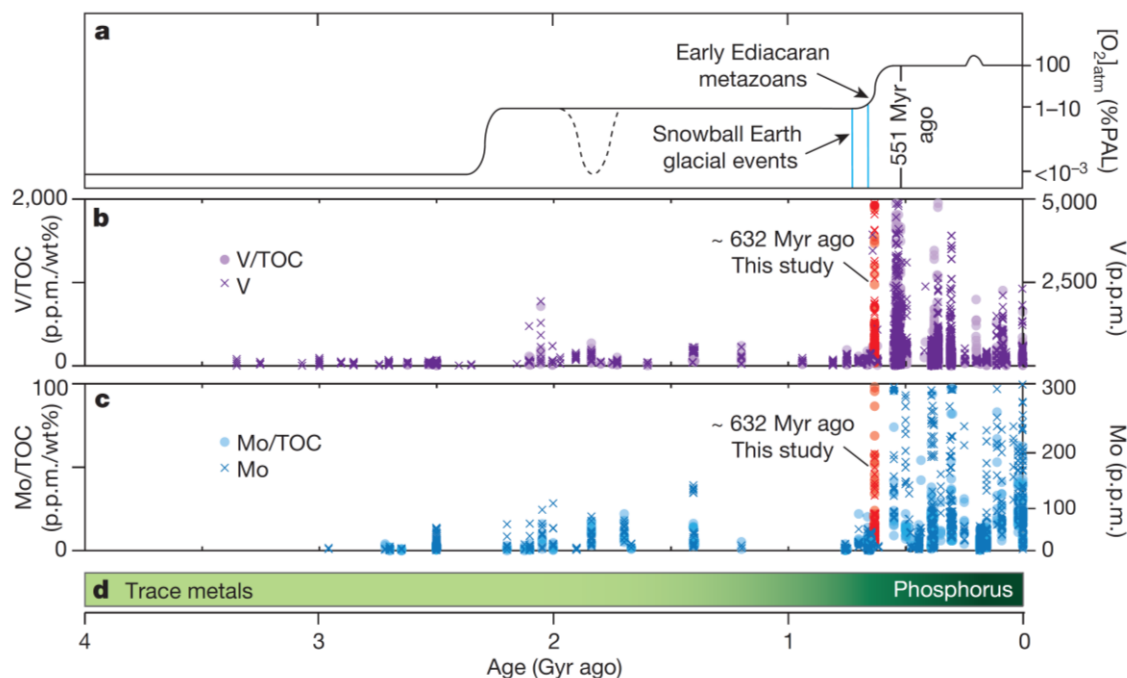 a
Early Ediacaran
metazoans
Snowball Earth
glacial events
551 Myr
ago
100
1–10
<10⁻³
[O₂]atm (%PAL)
b
2,000
0
V/TOC
(p.p.m./wt%)
V/TOC
× V
~ 632 Myr ago
This study
5,000
2,500
0
V (p.p.m.)
c
100
0
Mo/TOC
(p.p.m./wt%)
Mo/TOC
× Mo
~ 632 Myr ago
This study
300
200
100
0
Mo (p.p.m.)
d Trace metals Phosphorus
4 3 2 1 0
Age (Gyr ago)